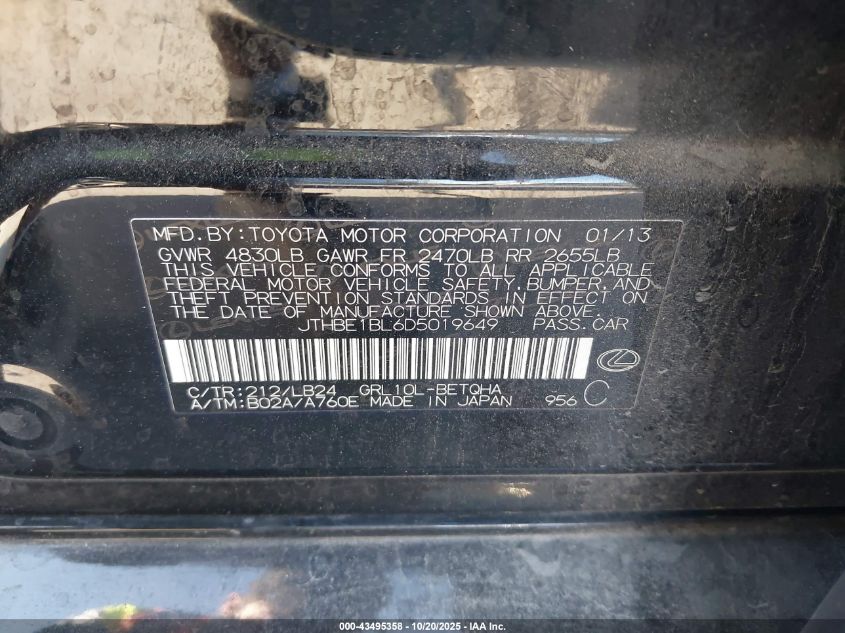 MFD.BY:TOYOTA MOTOR CORPORATION 01/13
GVWR 4830LB GAWR FR 2470LB RR 2655LB
THIS VEHICLE CONFORMS TO ALL APPLICABLE
FEDERAL MOTOR VEHICLE SAFETY,BUMPER,AND
THEFT PREVENTION STANDARDS IN EFFECT ON
THE DATE OF MANUFACTURE SHOWN ABOVE.
JTHBE1BL6D5019649 PASS.CAR
C/TR:212/LB24 GRL10L-BETQHA
A/TM:B02A/A760E MADE IN JAPAN 956 C
000-43495358 - 10/20/2025 - IAA Inc.